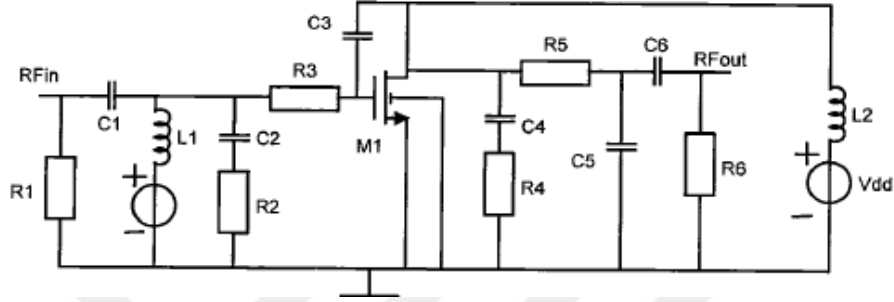 C3
R5
C6
RFout
RFin
R3
C1
L1
C2
M1
C4
L2
+
+
R1
R2
C5
R4
R6
Vdd
-
-